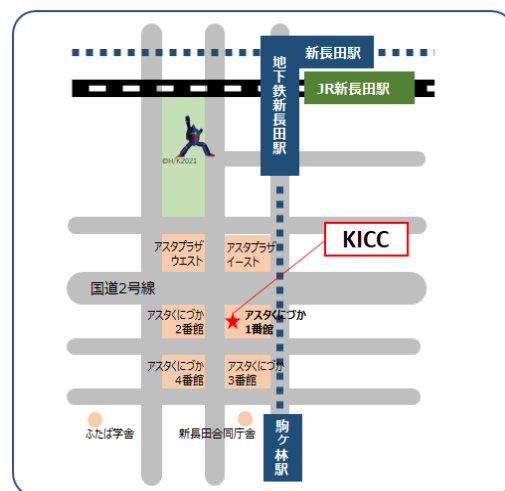 新長田駅
地下鉄新長田駅
JR新長田駅
©H/K2021
KICC
アスタプラザ
ウエスト
アスタプラザ
イースト
国道2号線
アスタくにづか
2番館
アスタくにづか
1番館
アスタくにづか
4番館
アスタくにづか
3番館
ふたば学舎
新長田合同庁舎
駒ヶ林駅